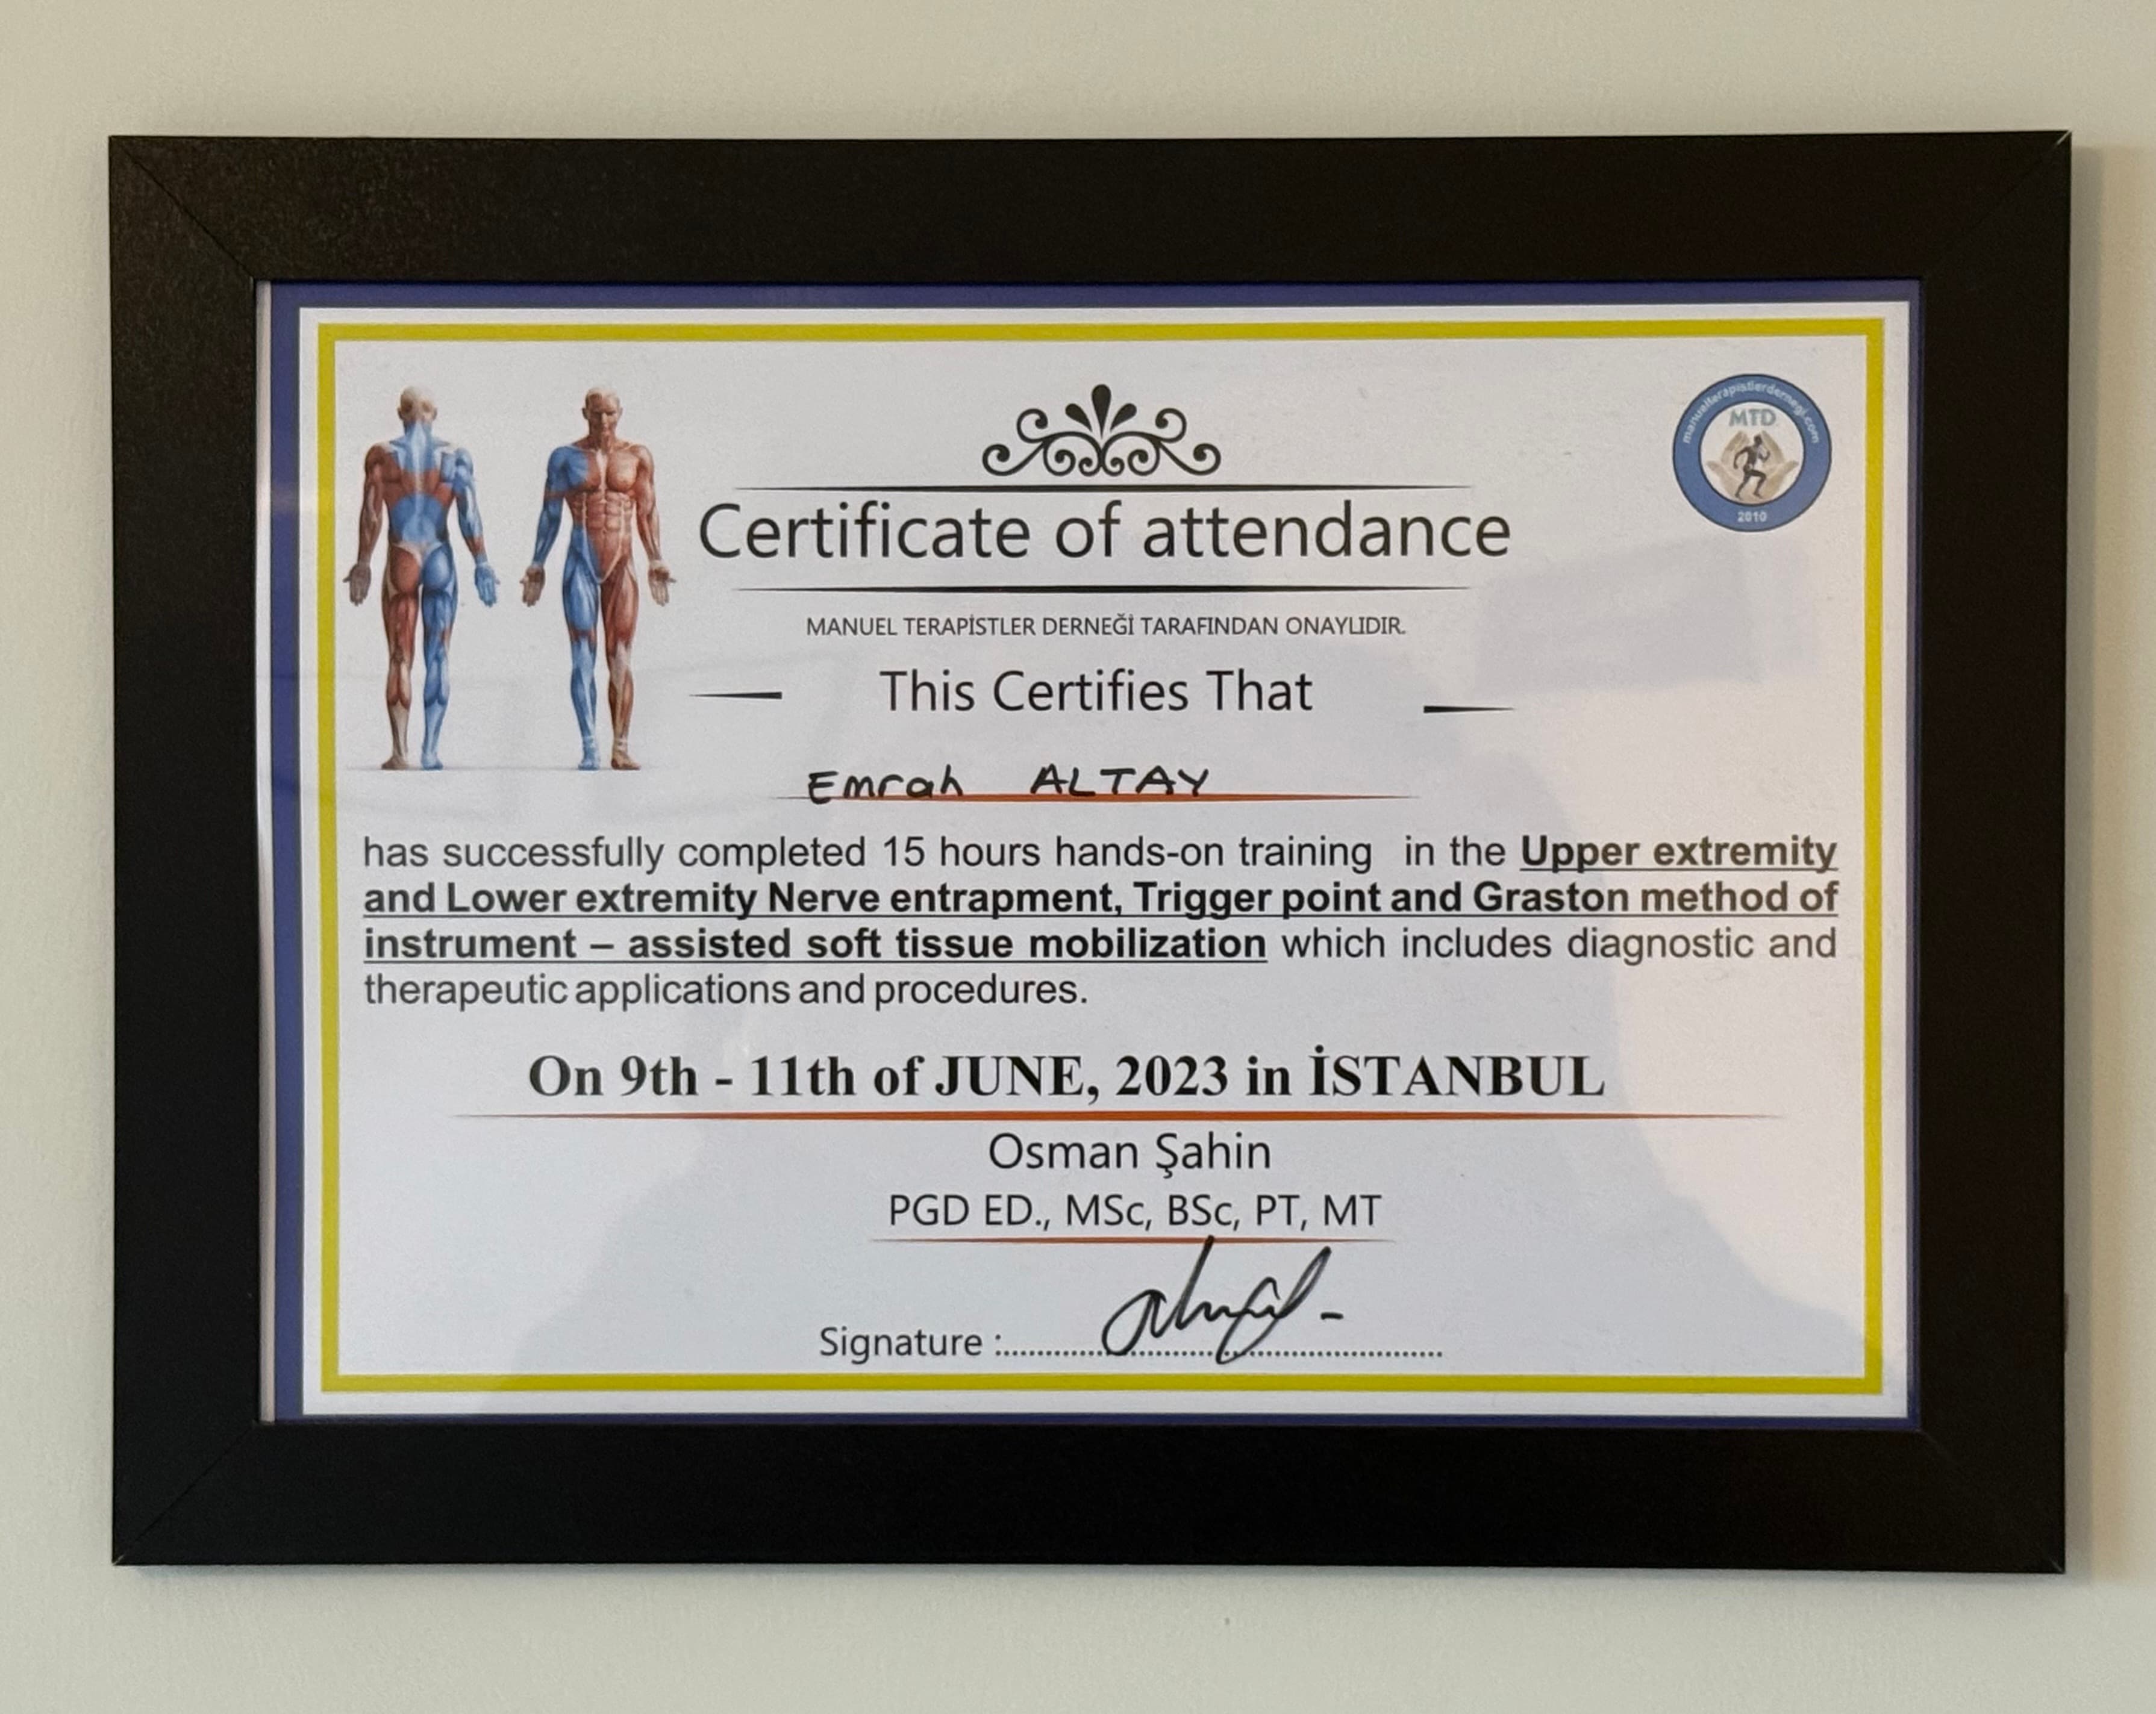 manuelterapistlerdernegi.com
MTD
2010
Certificate of attendance
MANUEL TERAPİSTLER DERNEĞİ TARAFINDAN ONAYLIDIR.
This Certifies That
Emrah ALTAY
has successfully completed 15 hours hands-on training in the Upper extremity
and Lower extremity Nerve entrapment, Trigger point and Graston method of
instrument – assisted soft tissue mobilization which includes diagnostic and
therapeutic applications and procedures.
On 9th - 11th of JUNE, 2023 in İSTANBUL
Osman Şahin
PGD ED., MSc, BSc, PT, MT
Signature :